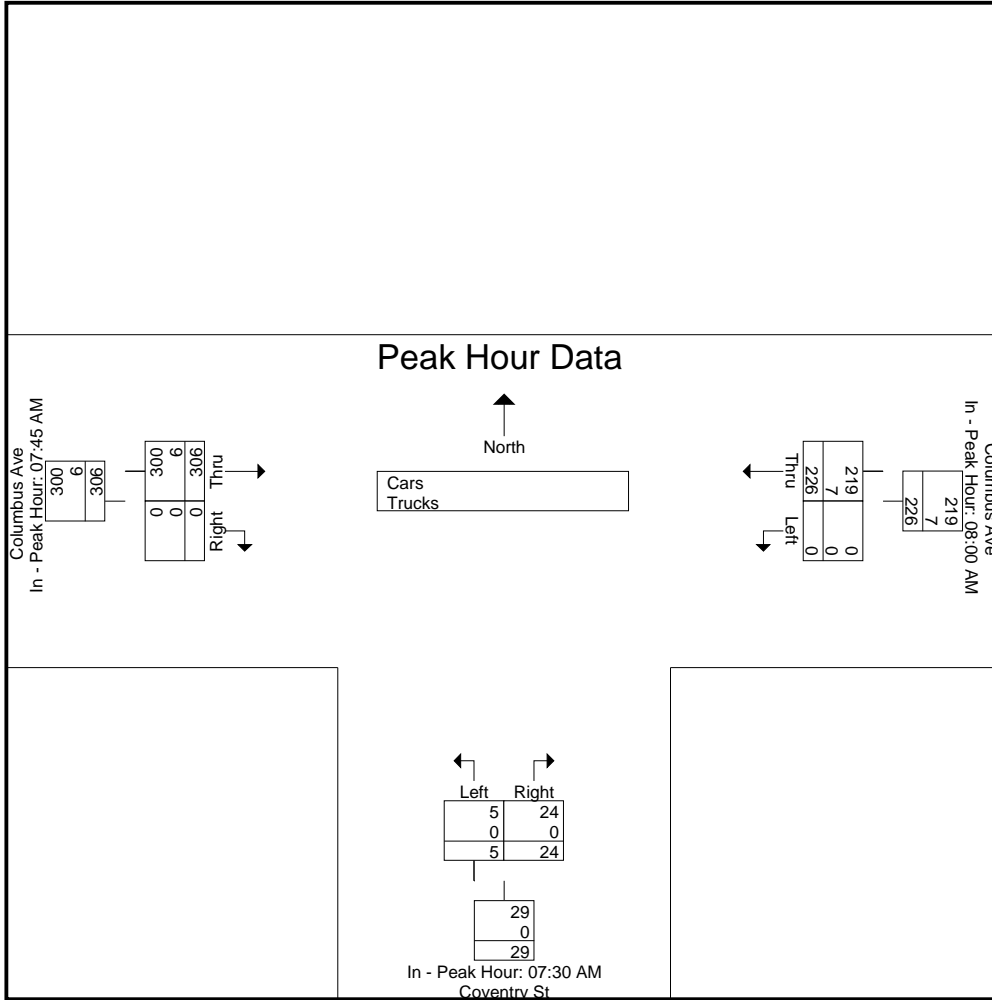 Peak Hour Data
North
Cars
Trucks
Columbus Ave
In - Peak Hour: 07:45 AM
300
6
306
300
6
306
Thru
0
0
0
Right
Columbus Ave
In - Peak Hour: 08:00 AM
219
7
226
219
7
226
Thru
0
0
0
Left
Left Right
5 24
0 0
5 24
29
0
29
In - Peak Hour: 07:30 AM
Coventry St